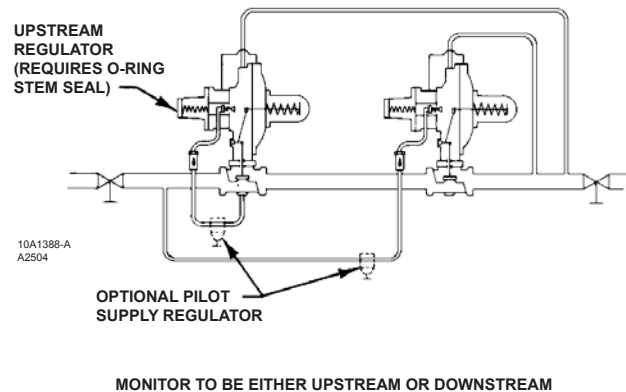 UPSTREAM
REGULATOR
(REQUIRES O-RING
STEM SEAL)
10A1388-A
A2504
OPTIONAL PILOT
SUPPLY REGULATOR
MONITOR TO BE EITHER UPSTREAM OR DOWNSTREAM